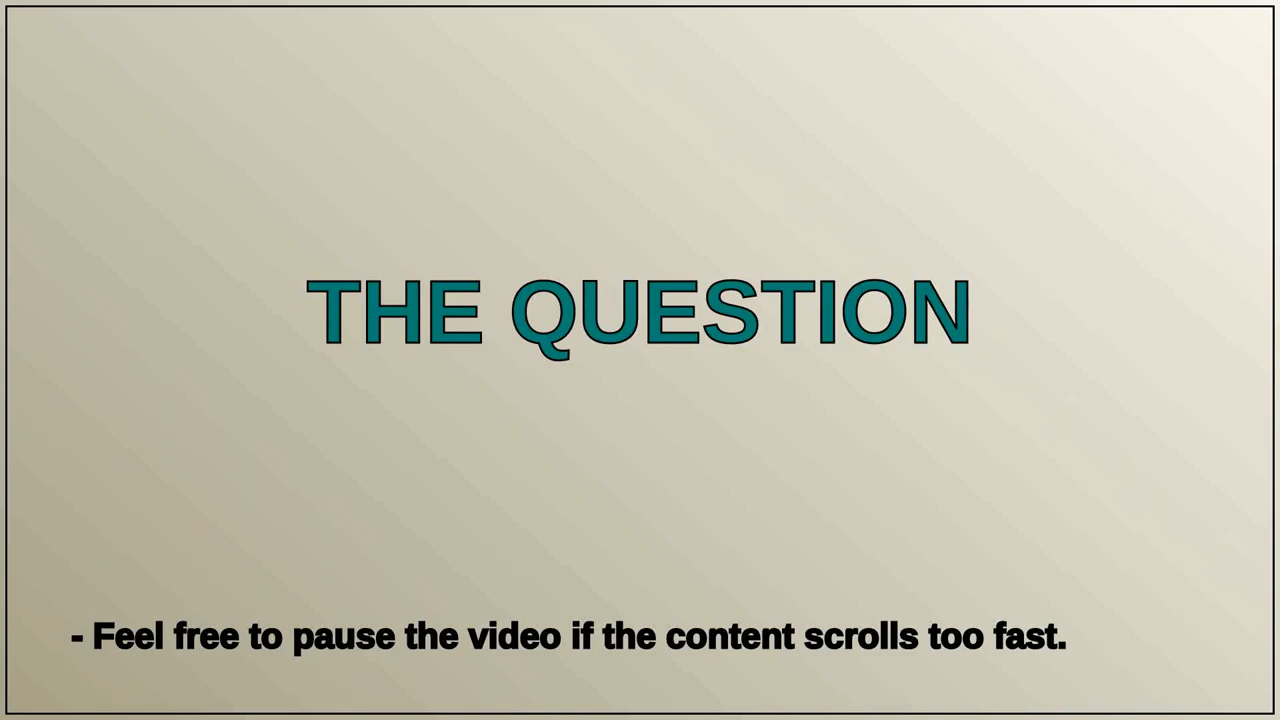 THE QUESTION
- Feel free to pause the video if the content scrolls too fast.